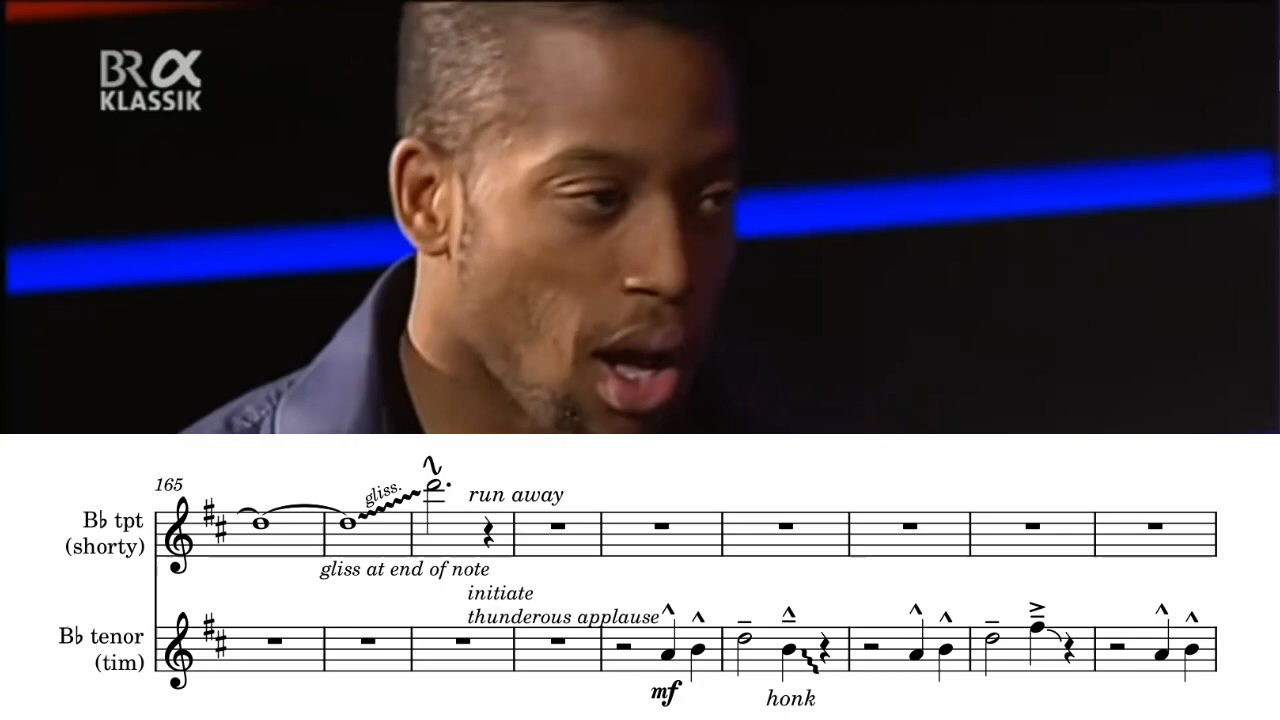 BRα
KLASSIK
165
gliss.
run away
B♭ tpt
(shorty)
gliss at end of note
initiate
thunderous applause
B♭ tenor
(tim)
mf
honk